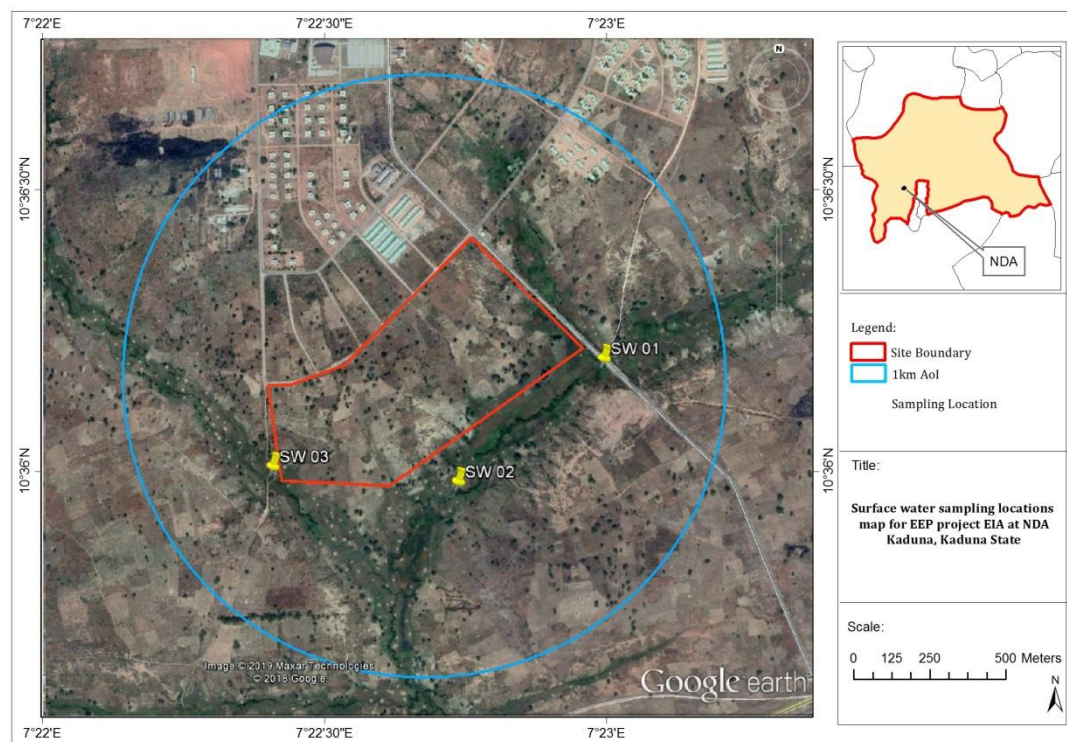 7°22'E
7°22'30"E
7°23'E
N
10°36'30"N
10°36'30"N
SW 01
10°36'N
SW 03
SW 02
10°36'N
Image © 2019 Maxar Technologies
© 2018 Google
Google earth
7°22'E
7°22'30"E
7°23'E
NDA
Legend:
Site Boundary
1km AoI
Sampling Location
Title:
Surface water sampling locations
map for EEP project EIA at NDA
Kaduna, Kaduna State
Scale:
0 125 250 500 Meters
N